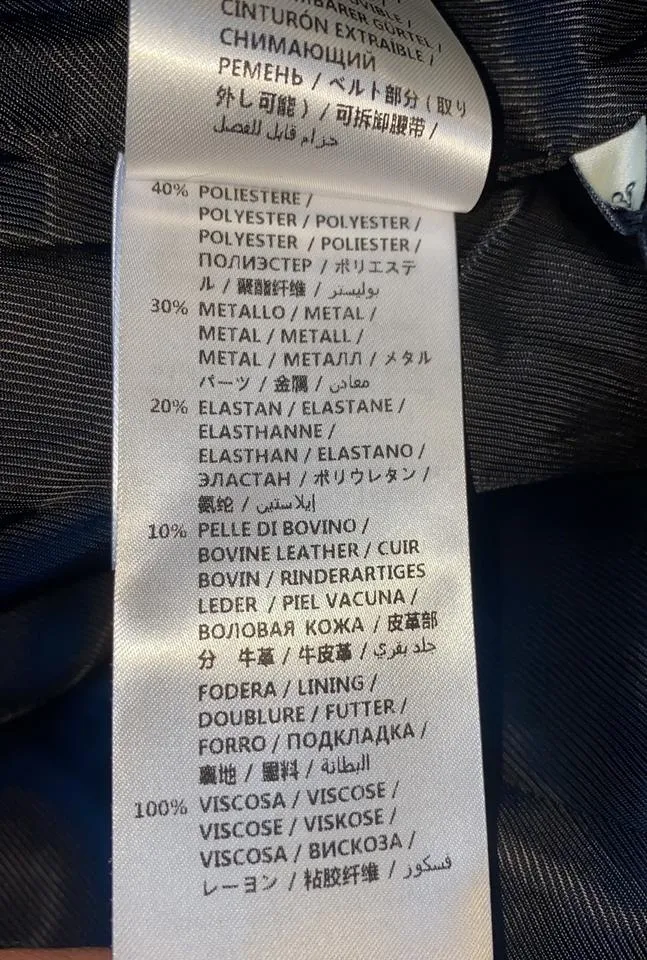 CINTURÓN EXTRAÍBLE /
СНИМАЮЩИЙ
РЕМЕНЬ / ベルト部分 ( 取り
外し可能 ) / 可拆卸腰带 /
حزام قابل للفصل
40% POLIESTERE /
POLYESTER / POLYESTER /
POLYESTER / POLIESTER /
ПОЛИЭСТЕР / ポリエステ
ル / 聚酯纤维 / بوليستر
30% METALLO / METAL /
METAL / METALL /
METAL / МЕТАЛЛ / メタル
パーツ / 金属 / معادن
20% ELASTAN / ELASTANE /
ELASTHANNE /
ELASTHAN / ELASTANO /
ЭЛАСТАН / ポリウレタン /
氨纶 / إيلاستين
10% PELLE DI BOVINO /
BOVINE LEATHER / CUIR
BOVIN / RINDERARTIGES
LEDER / PIEL VACUNA /
ВОЛОВАЯ КОЖА / 皮革部
分 牛革 / 牛皮革 / جلد بقري
FODERA / LINING /
DOUBLURE / FUTTER /
FORRO / ПОДКЛАДКА /
裏地 / 里料 / البطانة
100% VISCOSA / VISCOSE /
VISCOSE / VISKOSE /
VISCOSA / ВИСКОЗА /
レーヨン / 粘胶纤维 / فسكوز